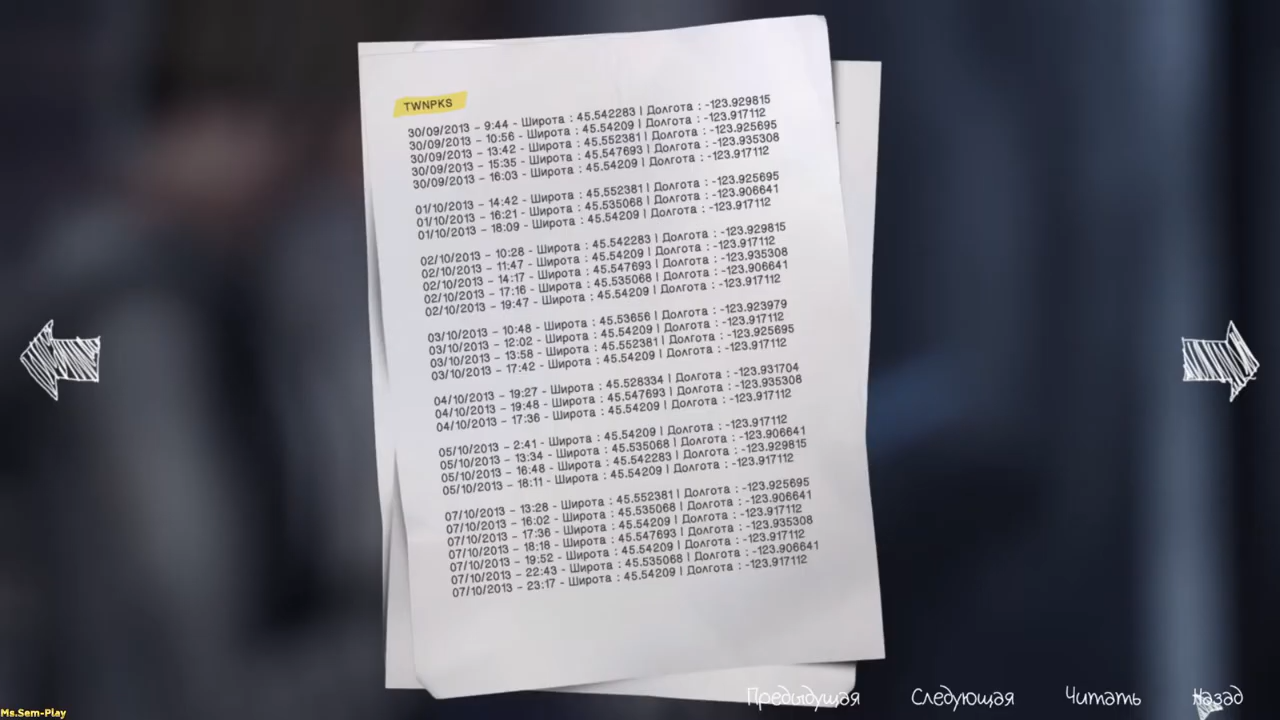 TWNPKS
30/09/2013 - 9:44 - Широта : 45.542283 | Долгота : -123.929815
30/09/2013 - 10:56 - Широта : 45.54209 | Долгота : -123.917112
30/09/2013 - 13:42 - Широта : 45.552381 | Долгота : -123.925695
30/09/2013 - 15:35 - Широта : 45.547693 | Долгота : -123.935308
30/09/2013 - 16:03 - Широта : 45.54209 | Долгота : -123.917112
01/10/2013 - 14:42 - Широта : 45.552381 | Долгота : -123.925695
01/10/2013 - 16:21 - Широта : 45.535068 | Долгота : -123.906641
01/10/2013 - 18:09 - Широта : 45.54209 | Долгота : -123.917112
02/10/2013 - 10:28 - Широта : 45.542283 | Долгота : -123.929815
02/10/2013 - 11:47 - Широта : 45.54209 | Долгота : -123.917112
02/10/2013 - 14:17 - Широта : 45.547693 | Долгота : -123.935308
02/10/2013 - 17:16 - Широта : 45.535068 | Долгота : -123.906641
02/10/2013 - 19:47 - Широта : 45.54209 | Долгота : -123.917112
03/10/2013 - 10:48 - Широта : 45.53656 | Долгота : -123.923979
03/10/2013 - 12:02 - Широта : 45.54209 | Долгота : -123.917112
03/10/2013 - 13:58 - Широта : 45.552381 | Долгота : -123.925695
03/10/2013 - 17:42 - Широта : 45.54209 | Долгота : -123.917112
04/10/2013 - 19:27 - Широта : 45.528334 | Долгота : -123.931704
04/10/2013 - 19:48 - Широта : 45.547693 | Долгота : -123.935308
04/10/2013 - 17:36 - Широта : 45.54209 | Долгота : -123.917112
05/10/2013 - 2:41 - Широта : 45.54209 | Долгота : -123.917112
05/10/2013 - 13:34 - Широта : 45.535068 | Долгота : -123.906641
05/10/2013 - 16:48 - Широта : 45.542283 | Долгота : -123.929815
05/10/2013 - 18:11 - Широта : 45.54209 | Долгота : -123.917112
07/10/2013 - 13:28 - Широта : 45.552381 | Долгота : -123.925695
07/10/2013 - 16:02 - Широта : 45.535068 | Долгота : -123.906641
07/10/2013 - 17:36 - Широта : 45.54209 | Долгота : -123.917112
07/10/2013 - 18:18 - Широта : 45.547693 | Долгота : -123.935308
07/10/2013 - 19:52 - Широта : 45.54209 | Долгота : -123.917112
07/10/2013 - 22:43 - Широта : 45.535068 | Долгота : -123.906641
07/10/2013 - 23:17 - Широта : 45.54209 | Долгота : -123.917112
Предыдущая Следующая Читать Назад
Ms.Sem-Play